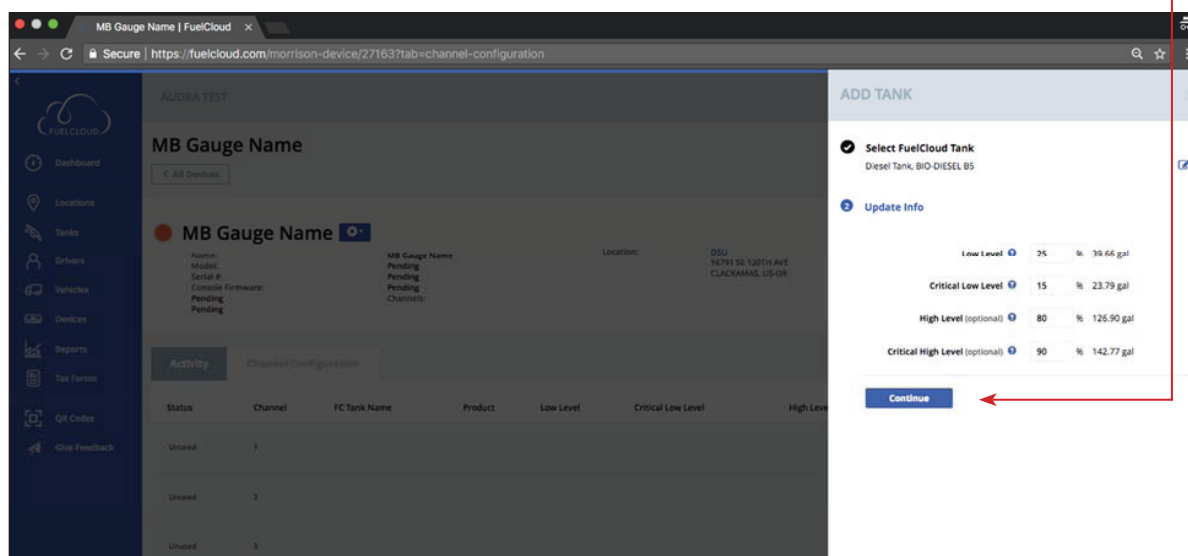 MB Gauge Name | FuelCloud
Secure | https://fuelcloud.com/morrison-device/27163?tab=channel-configuration
FUELCLOUD
Dashboard
Locations
Tanks
Drivers
Vehicles
Devices
Reports
Tax Forms
QR Codes
Give Feedback
AUDRA TEST
MB Gauge Name
< All Devices
MB Gauge Name
Name:
Model:
Serial #:
Console Firmware:
Pending
Pending
MB Gauge Name
Pending
Pending
Pending
Channels:
Location:
DSU
16791 SE 120TH AVE
CLACKAMAS, US-OR
Activity Channel Configuration
Status Channel FC Tank Name Product Low Level Critical Low Level High Leve
Unused
Unused
Unused 3
ADD TANK
Select FuelCloud Tank
Diesel Tank, BIO-DIESEL B5
2 Update Info
Low Level ? 25 % 39.66 gal
Critical Low Level ? 15 % 23.79 gal
High Level (optional) ? 80 % 126.90 gal
Critical High Level (optional) ? 90 % 142.77 gal
Continue